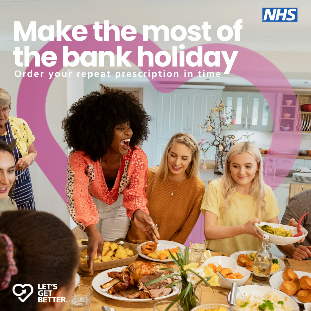 NHS
Make the most of
the bank holiday
Order your repeat prescription in time
LET'S
GET
BETTER.